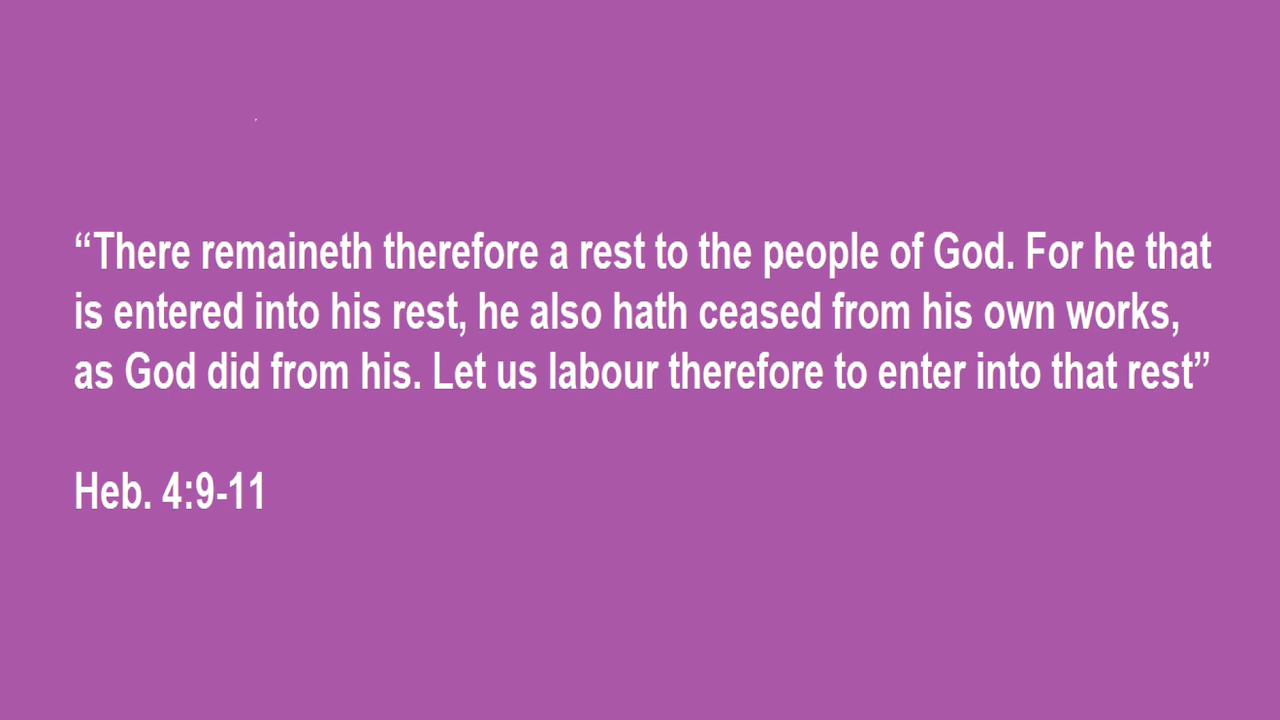 “There remaineth therefore a rest to the people of God. For he that
is entered into his rest, he also hath ceased from his own works,
as God did from his. Let us labour therefore to enter into that rest”
Heb. 4:9-11